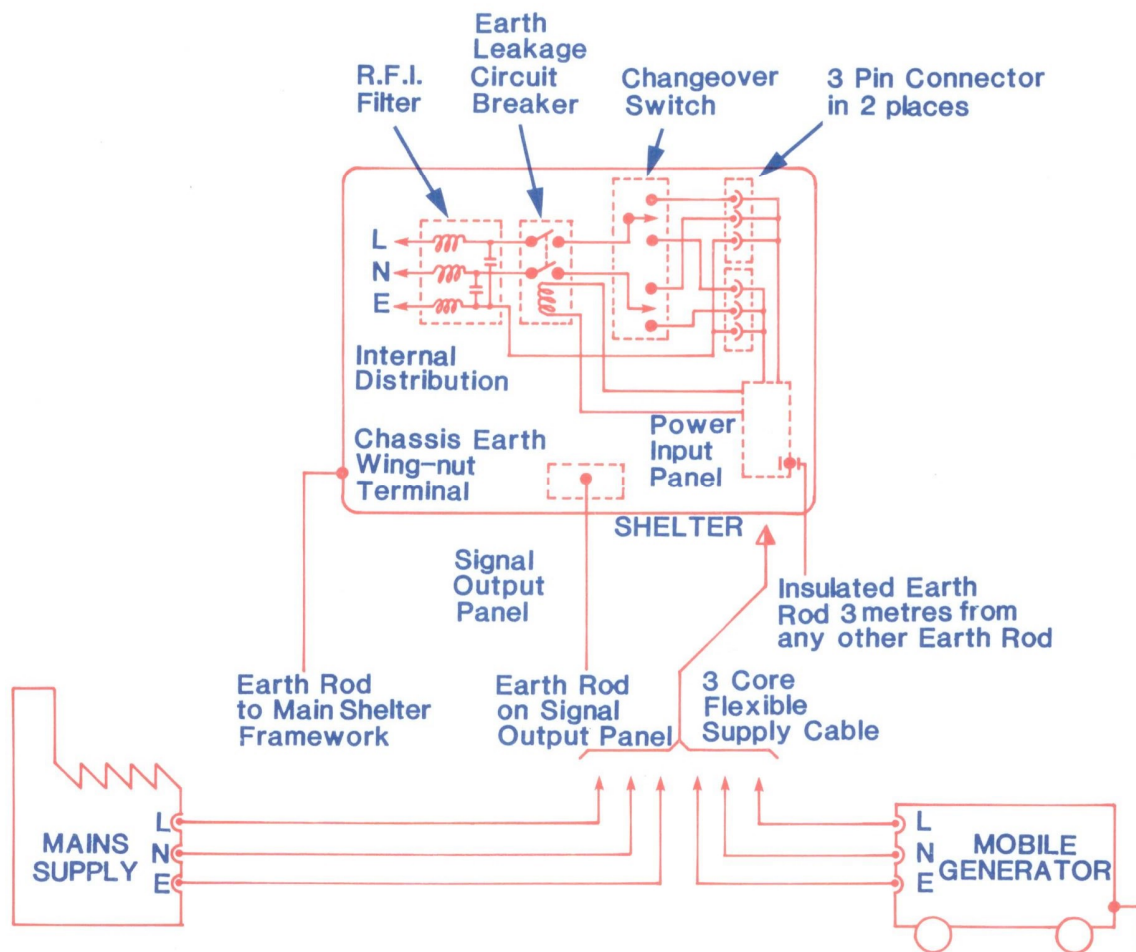 Earth
Leakage
Circuit
Breaker
R.F.I.
Filter
Changeover
Switch
3 Pin Connector
in 2 places
L
N
E
Internal
Distribution
Chassis Earth
Wing-nut
Terminal
Power
Input
Panel
SHELTER
Signal
Output
Panel
Insulated Earth
Rod 3 metres from
any other Earth Rod
Earth Rod
to Main Shelter
Framework
Earth Rod
on Signal
Output Panel
3 Core
Flexible
Supply Cable
MAINS
SUPPLY
L
N
E
L
N
E
MOBILE
GENERATOR